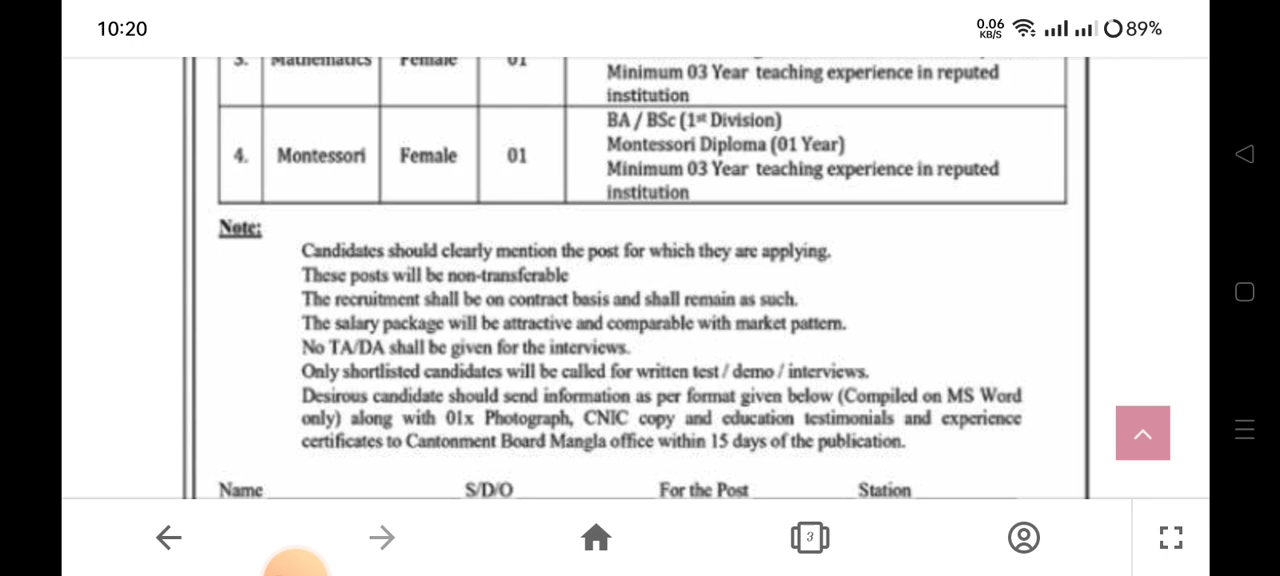 10:20
0.06 KB/S
89%
3. Mathematics Female 01
Minimum 03 Year teaching experience in reputed
institution
BA / BSc (1st Division)
Montessori Diploma (01 Year)
4. Montessori Female 01
Minimum 03 Year teaching experience in reputed
institution
Note:
Candidates should clearly mention the post for which they are applying.
These posts will be non-transferable
The recruitment shall be on contract basis and shall remain as such.
The salary package will be attractive and comparable with market pattern.
No TA/DA shall be given for the interviews.
Only shortlisted candidates will be called for written test / demo / interviews.
Desirous candidate should send information as per format given below (Compiled on MS Word
only) along with 01x Photograph, CNIC copy and education testimonials and experience
certificates to Cantonment Board Mangla office within 15 days of the publication.
Name S/D/O For the Post Station
3